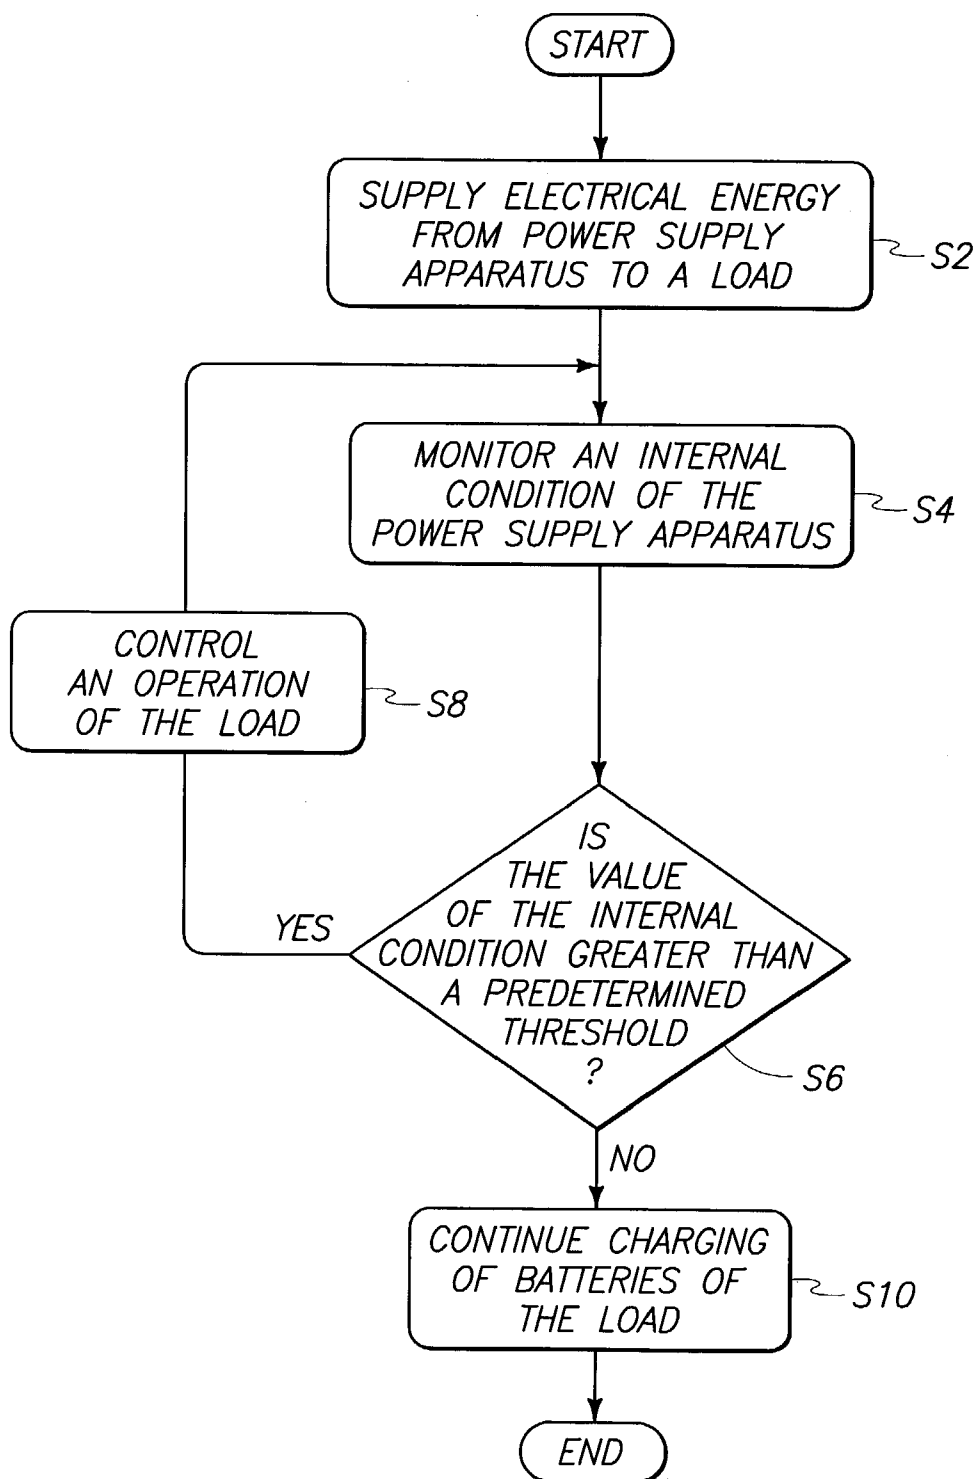 START
SUPPLY ELECTRICAL ENERGY
FROM POWER SUPPLY
APPARATUS TO A LOAD
S2
MONITOR AN INTERNAL
CONDITION OF THE
POWER SUPPLY APPARATUS
S4
CONTROL
AN OPERATION
OF THE LOAD
S8
IS
THE VALUE
OF THE INTERNAL
CONDITION GREATER THAN
A PREDETERMINED
THRESHOLD
?
YES
S6
NO
CONTINUE CHARGING
OF BATTERIES OF
THE LOAD
S10
END